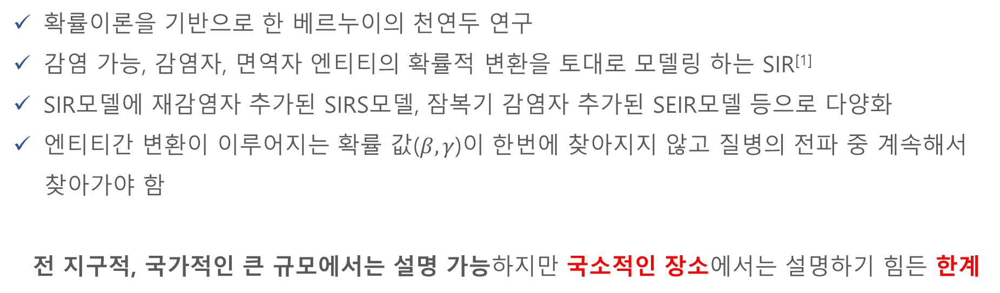 ✓ 확률이론을 기반으로 한 베르누이의 천연두 연구
✓ 감염 가능, 감염자, 면역자 엔티티의 확률적 변환을 토대로 모델링 하는 SIR[1]
✓ SIR모델에 재감염자 추가된 SIRS모델, 잠복기 감염자 추가된 SEIR모델 등으로 다양화
✓ 엔티티간 변환이 이루어지는 확률 값(β,γ)이 한번에 찾아지지 않고 질병의 전파 중 계속해서
찾아가야 함
전 지구적, 국가적인 큰 규모에서는 설명 가능하지만 국소적인 장소에서는 설명하기 힘든 한계